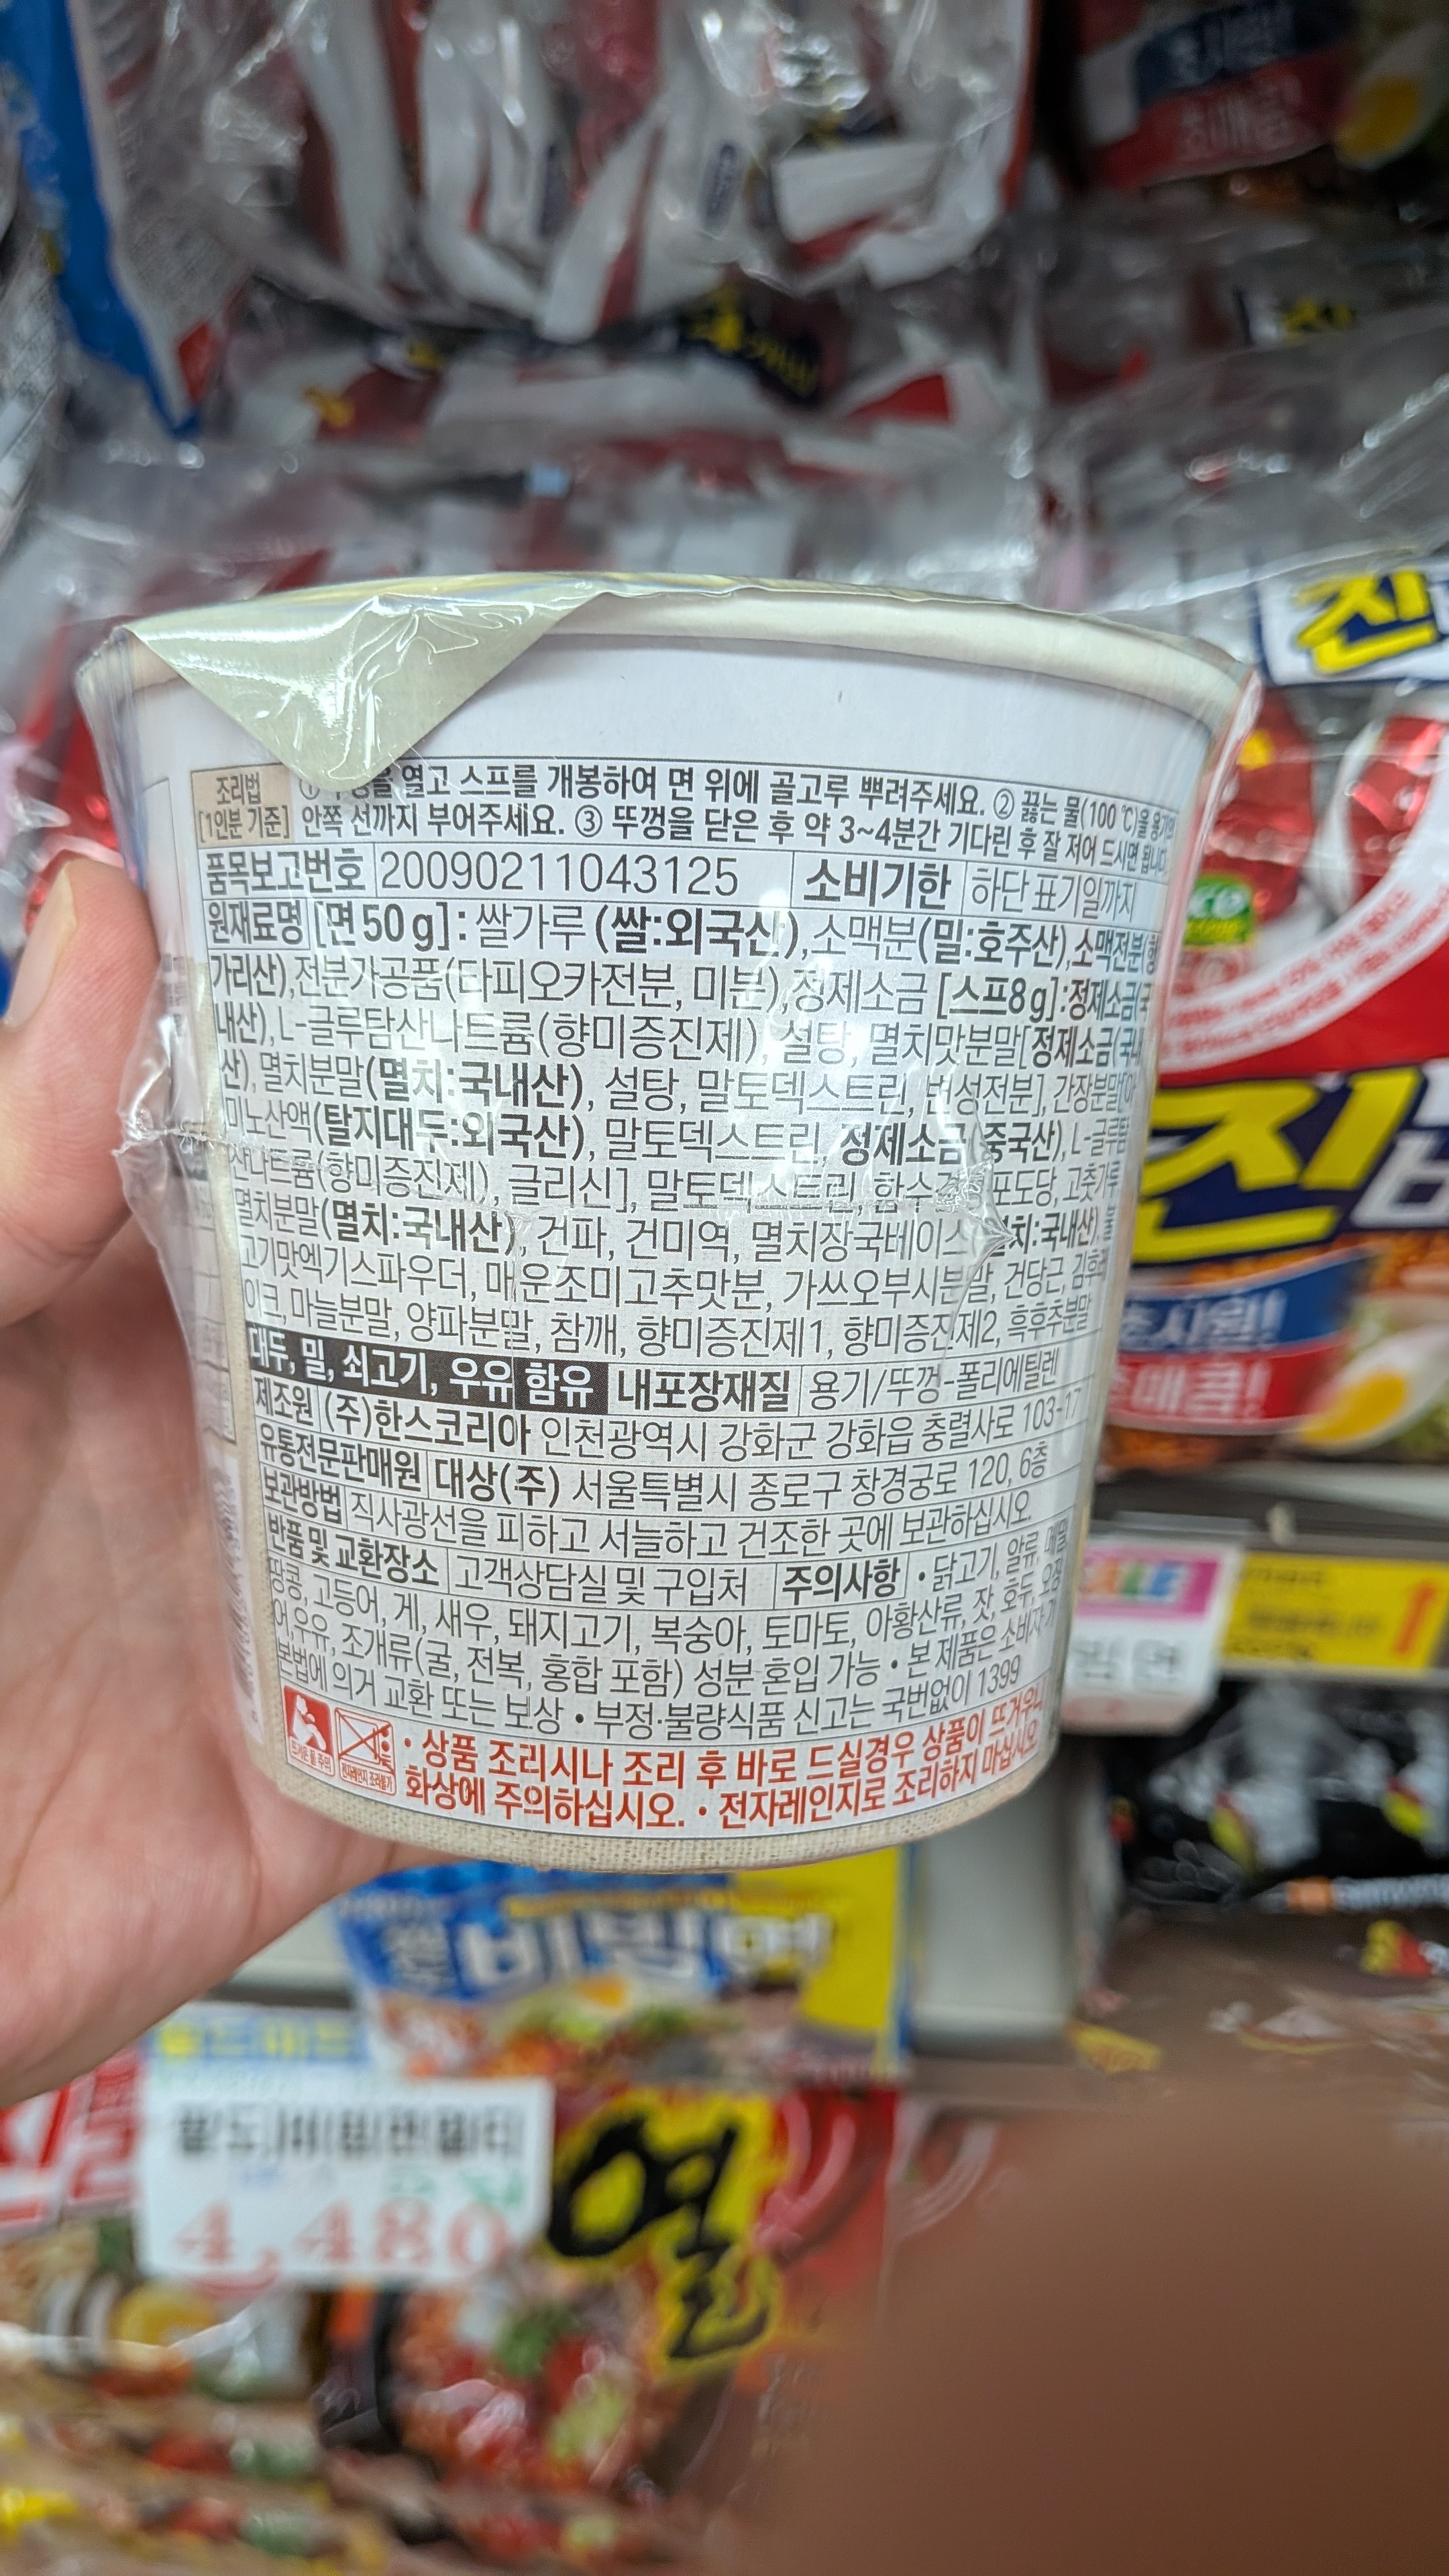 진
조리법
[1인분 기준]
열고 스프를 개봉하여 면 위에 골고루 뿌려주세요. ② 끓는 물(100 ℃)을
안쪽 선까지 부어주세요. ③ 뚜껑을 닫은 후 약 3~4분간 기다린 후 잘 저어 드시면 됩니다
품목보고번호 20090211043125 소비기한 하단 표기일까지
원재료명 [면 50 g] : 쌀가루 (쌀:외국산), 소맥분(밀:호주산), 소맥전분(헝
가리산), 전분가공품(타피오카전분, 미분), 정제소금 [스프8 g] : 정제소금(국
내산), L-글루탐산나트륨(향미증진제), 설탕, 멸치맛분말[정제소금(국내
산), 멸치분말(멸치:국내산), 설탕, 말토덱스트린, 변성전분], 간장분말[아
미노산액(탈지대두:외국산), 말토덱스트린, 정제소금(중국산), L-글루탐
산나트륨(향미증진제), 글리신], 말토덱스트린, 포도당, 고춧가루
멸치분말(멸치:국내산), 건파, 건미역, 멸치장국베이스 국내산),
고기맛엑기스파우더, 매운조미고추맛분, 가쓰오부시분말, 건당근,
마늘분말, 양파분말, 참깨, 향미증진제1, 향미증진제2, 흑후추분말
대두, 밀, 쇠고기, 우유 함유 내포장재질 용기/뚜껑-폴리에틸렌
제조원 (주)한스코리아 인천광역시 강화군 강화읍 충렬사로 103-17
유통전문판매원 대상(주) 서울특별시 종로구 창경궁로 120, 6층
보관방법 직사광선을 피하고 서늘하고 건조한 곳에 보관하십시오.
반품 및 교환장소 고객상담실 및 구입처 주의사항 • 닭고기, 알류, 메밀
땅콩, 고등어, 게, 새우, 돼지고기, 복숭아, 토마토, 아황산류, 잣, 호두, 오징
어, 우유, 조개류(굴, 전복, 홍합 포함) 성분 혼입 가능 • 본 제품은 소비자기
본법에 의거 교환 또는 보상 • 부정·불량식품 신고는 국번없이 1399
• 상품 조리시나 조리 후 바로 드실경우 상품이 뜨거우니
화상에 주의하십시오. • 전자레인지로 조리하지 마십시오
뜨거운 물 주의
전자레인지 조리불가
진
비빔면
4,480
열